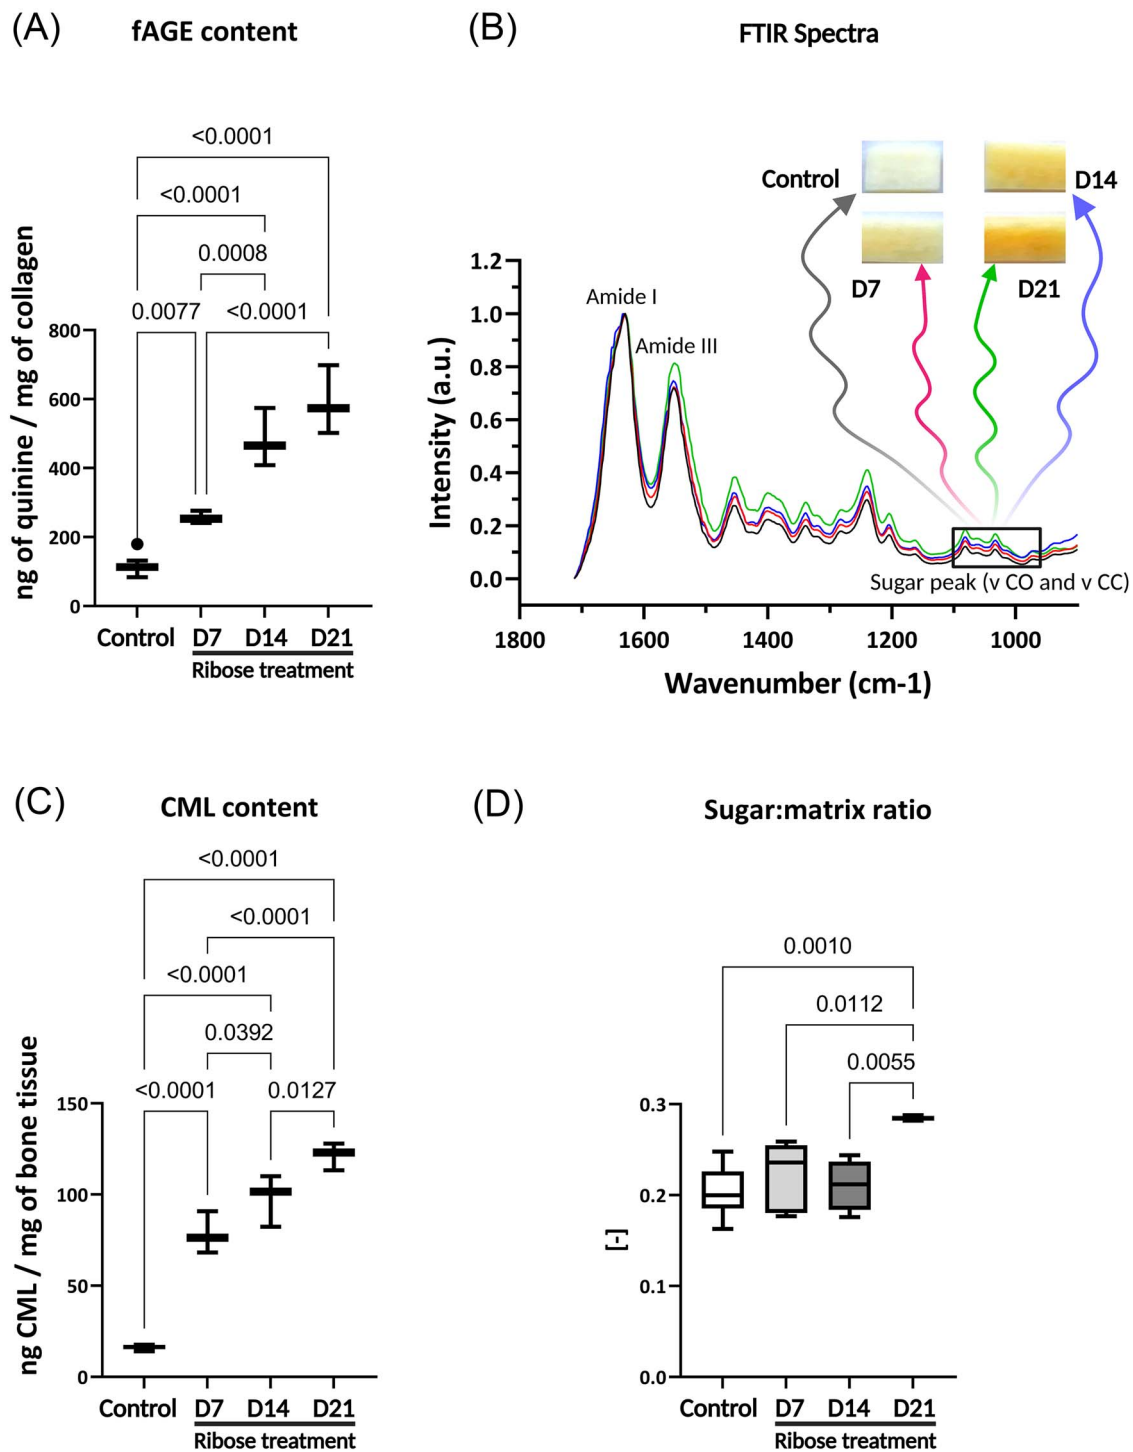 (A)
fAGE content
<0.0001
<0.0001
0.0008
0.0077
<0.0001
800
600
400
200
0
ng of quinine / mg of collagen
Control
D7
D14
D21
Ribose treatment
(B)
FTIR Spectra
Control
D14
D7
D21
Amide I
Amide III
1.2
1.0
0.8
0.6
0.4
0.2
0.0
Intensity (a.u.)
Sugar peak (v CO and v CC)
1800
1600
1400
1200
1000
Wavenumber (cm-1)
(C)
CML content
<0.0001
<0.0001
<0.0001
0.0392
<0.0001
0.0127
150
100
50
0
ng CML / mg of bone tissue
Control
D7
D14
D21
Ribose treatment
(D)
Sugar:matrix ratio
0.0010
0.0112
0.0055
0.3
0.2
0.1
0.0
[-]
Control
D7
D14
D21
Ribose treatment